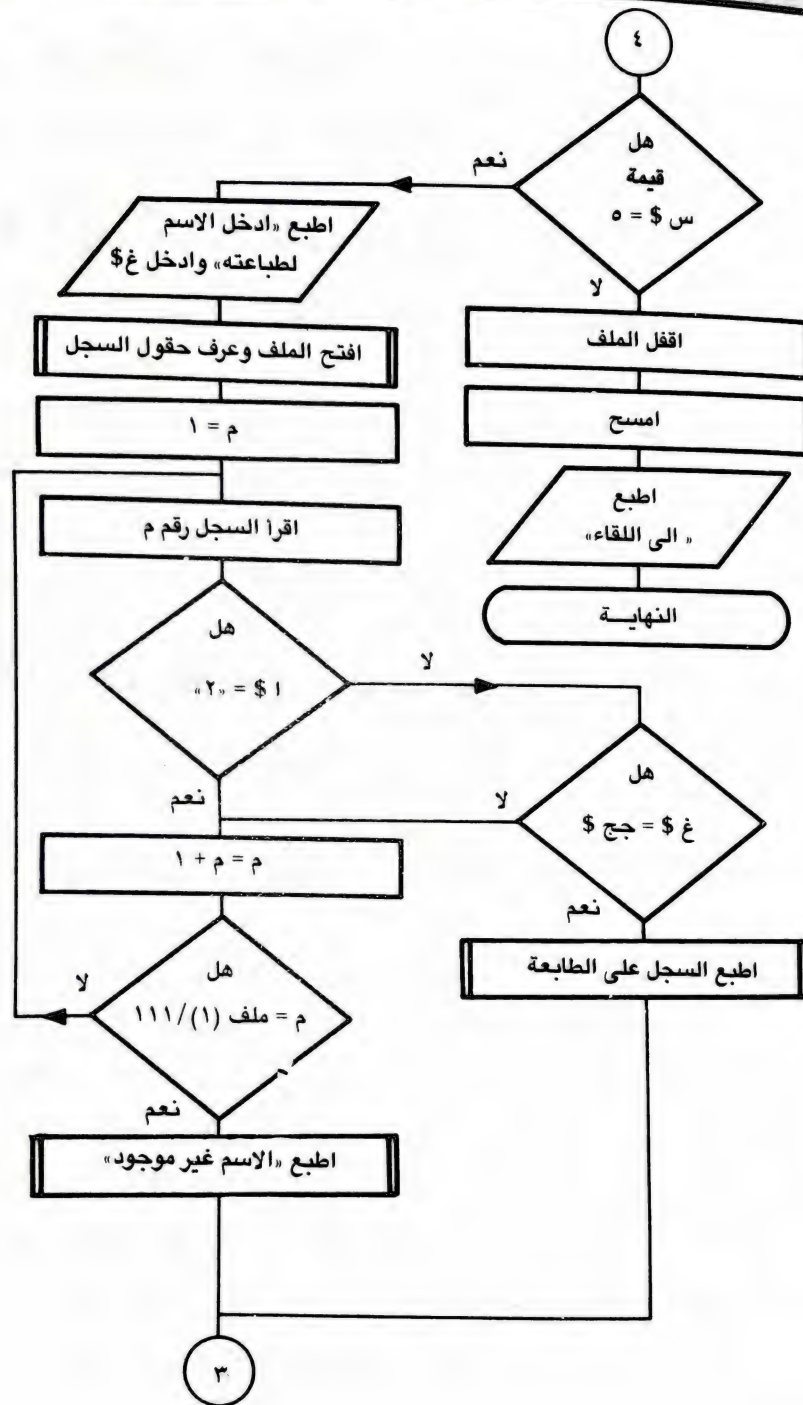 ٤
هل
قيمة
س $ = ٥
نعم
لا
اطبع «ادخل الاسم
لطباعته» وادخل غ$
افتح الملف وعرف حقول السجل
م = ١
اقرأ السجل رقم م
هل
ا $ = «٢»
لا
نعم
اقفل الملف
امسح
اطبع
«الى اللقاء»
النهايـــة
هل
غ $ = جج $
لا
نعم
م = م + ١
هل
م = ملف (١)/١١١
لا
نعم
اطبع السجل على الطابعة
اطبع «الاسم غير موجود»
٣